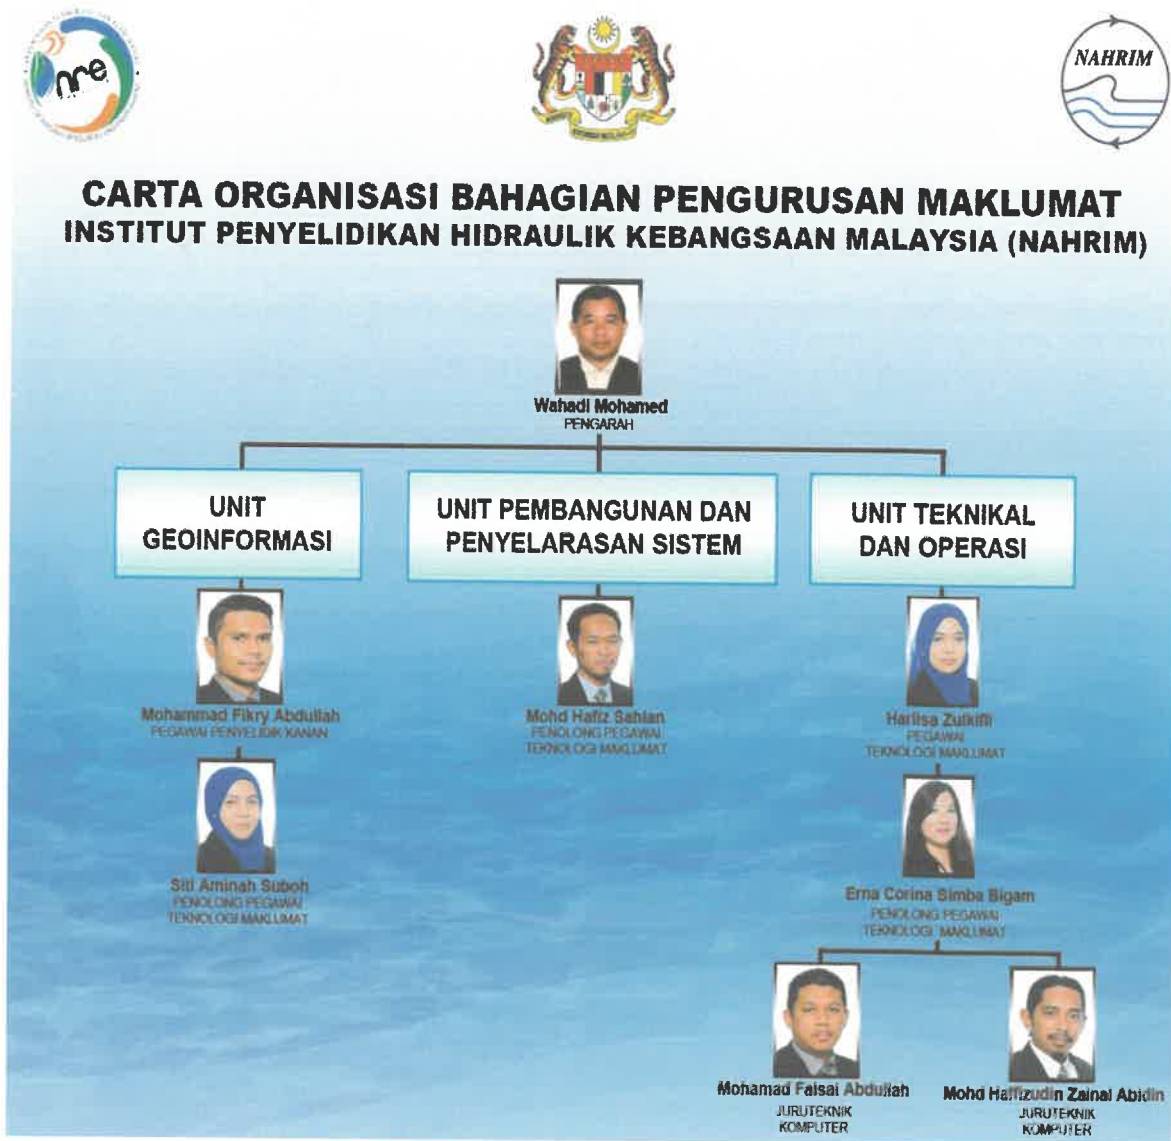 nre
NAHRIM
CARTA ORGANISASI BAHAGIAN PENGURUSAN MAKLUMAT
INSTITUT PENYELIDIKAN HIDRAULIK KEBANGSAAN MALAYSIA (NAHRIM)
Wahadi Mohamed
PENGARAH
UNIT
GEOINFORMASI
UNIT PEMBANGUNAN DAN
PENYELARASAN SISTEM
UNIT TEKNIKAL
DAN OPERASI
Mohammad Fikry Abdullah
PEGAWAI PENYELIDIK KANAN
Mohd Hafiz Sahlan
PENOLONG PEGAWAI
TEKNOLOGI MAKLUMAT
Harlisa Zulkifli
PEGAWAI
TEKNOLOGI MAKLUMAT
Siti Aminah Suboh
PENOLONG PEGAWAI
TEKNOLOGI MAKLUMAT
Erna Corina Simba Bigam
PENOLONG PEGAWAI
TEKNOLOGI MAKLUMAT
Mohamad Faisal Abdullah
JURUTEKNIK
KOMPUTER
Mohd Haffizudin Zainal Abidin
JURUTEKNIK
KOMPUTER